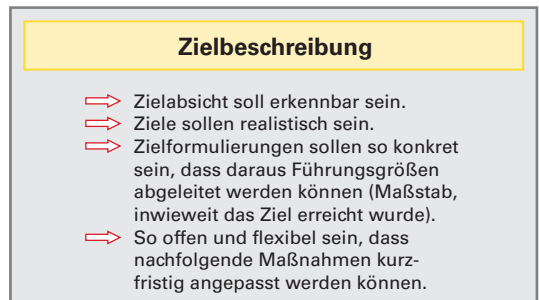 Zielbeschreibung
Zielabsicht soll erkennbar sein.
Ziele sollen realistisch sein.
Zielformulierungen sollen so konkret
sein, dass daraus Führungsgrößen
abgeleitet werden können (Maßstab,
inwieweit das Ziel erreicht wurde).
So offen und flexibel sein, dass
nachfolgende Maßnahmen kurz-
fristig angepasst werden können.